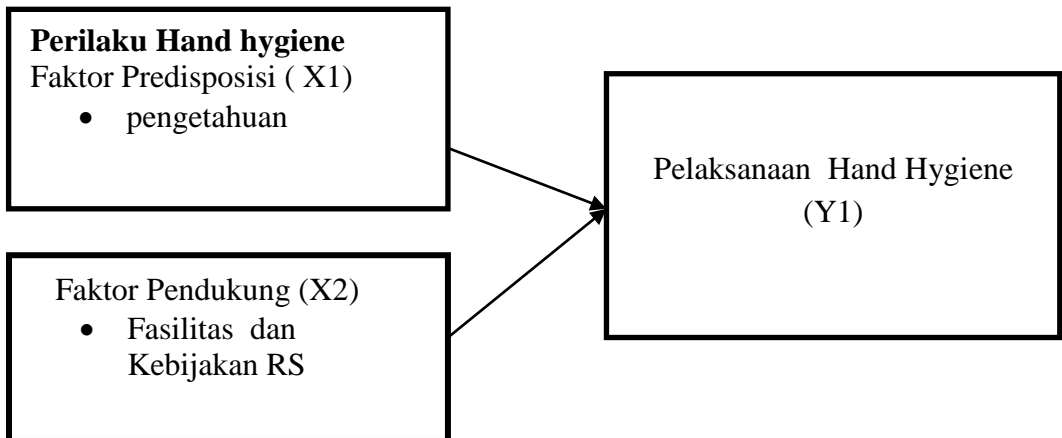 Perilaku Hand hygiene
Faktor Predisposisi ( X1)
• pengetahuan
Faktor Pendukung (X2)
• Fasilitas dan
Kebijakan RS
Pelaksanaan Hand Hygiene
(Y1)